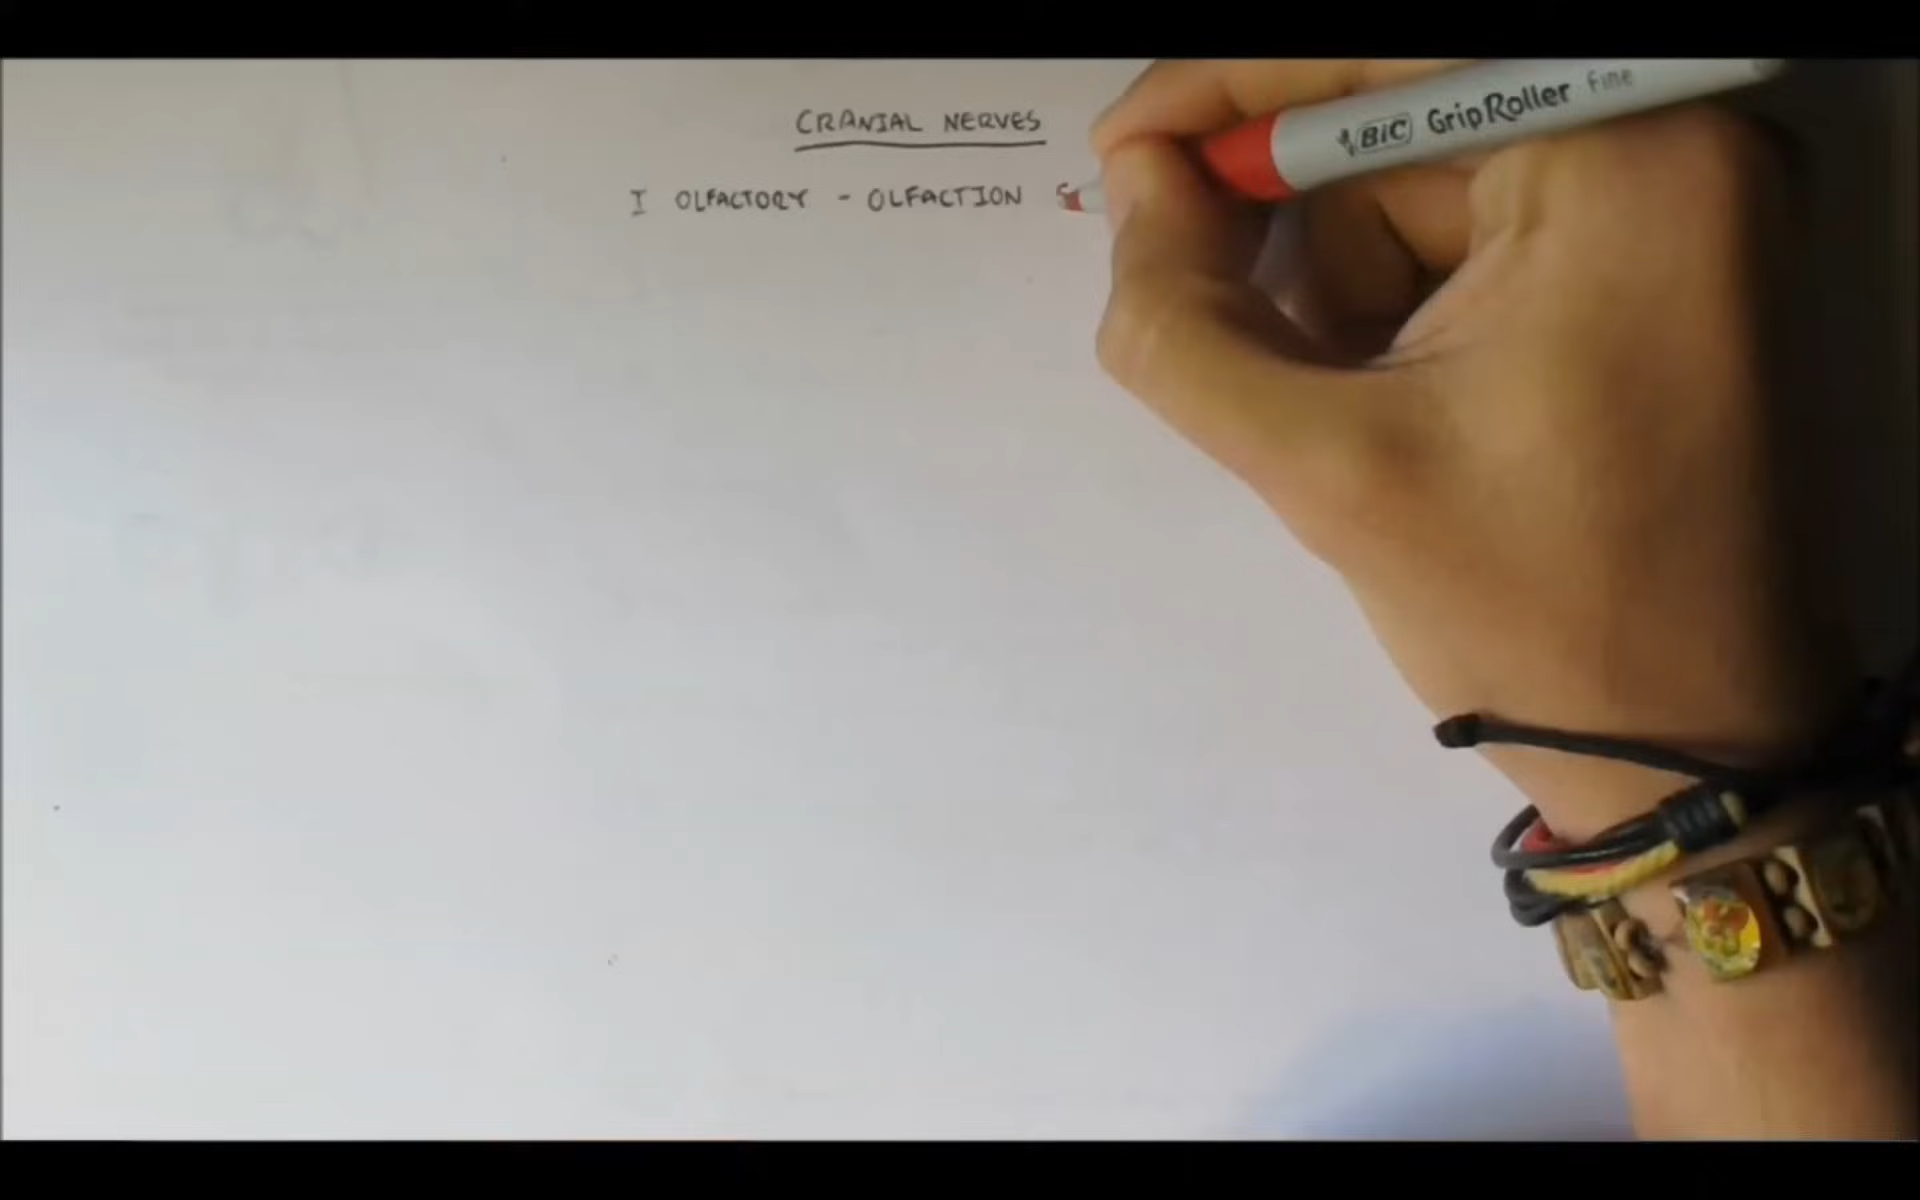 CRANIAL NERVES
I OLFACTORY - OLFACTION S
BIC GripRoller Fine